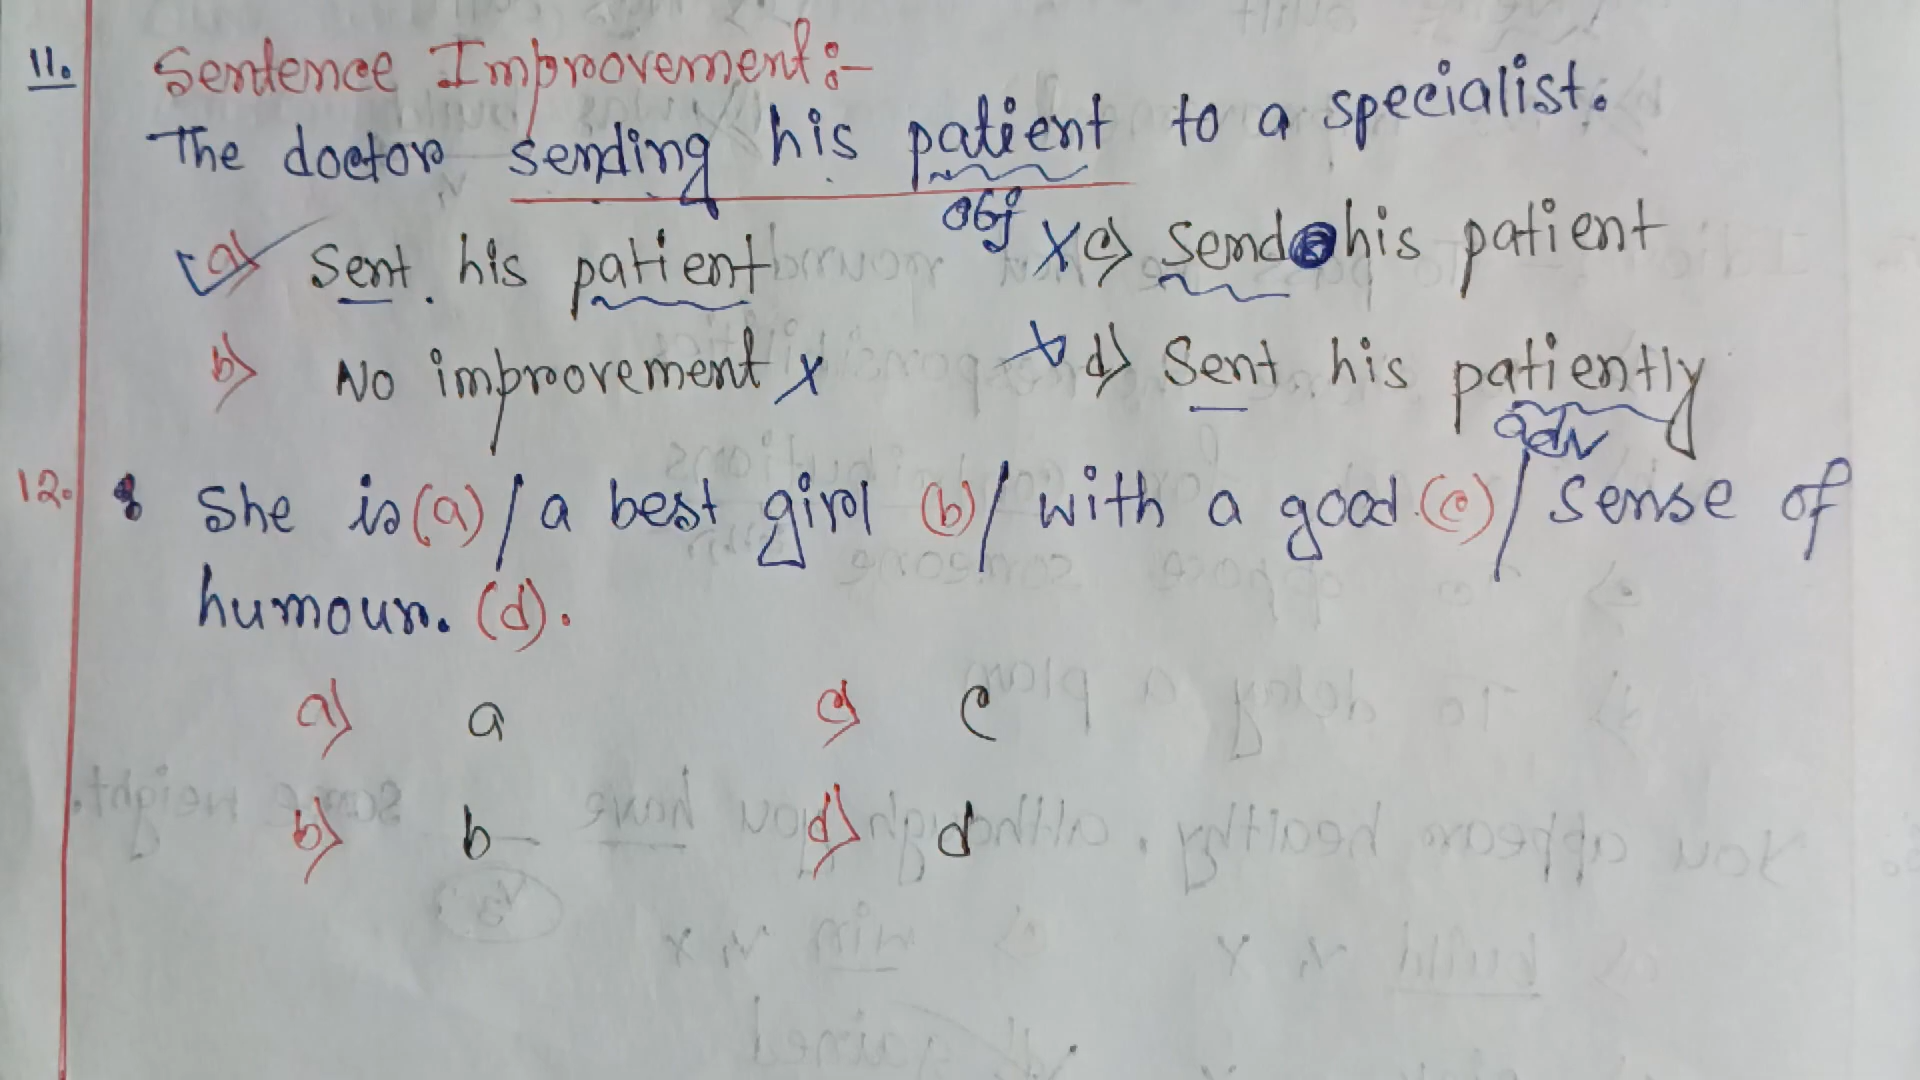 11. Sentence Improvement:-
The doctor sending his patient to a specialist.
obj
a) Sent his patient x c) Send his patient
b) No improvement x x d) Sent his patiently
adv
12. She is (a) / a best girl (b) / with a good (c) / sense of
humour. (d).
a) a c) c
b) b d) d